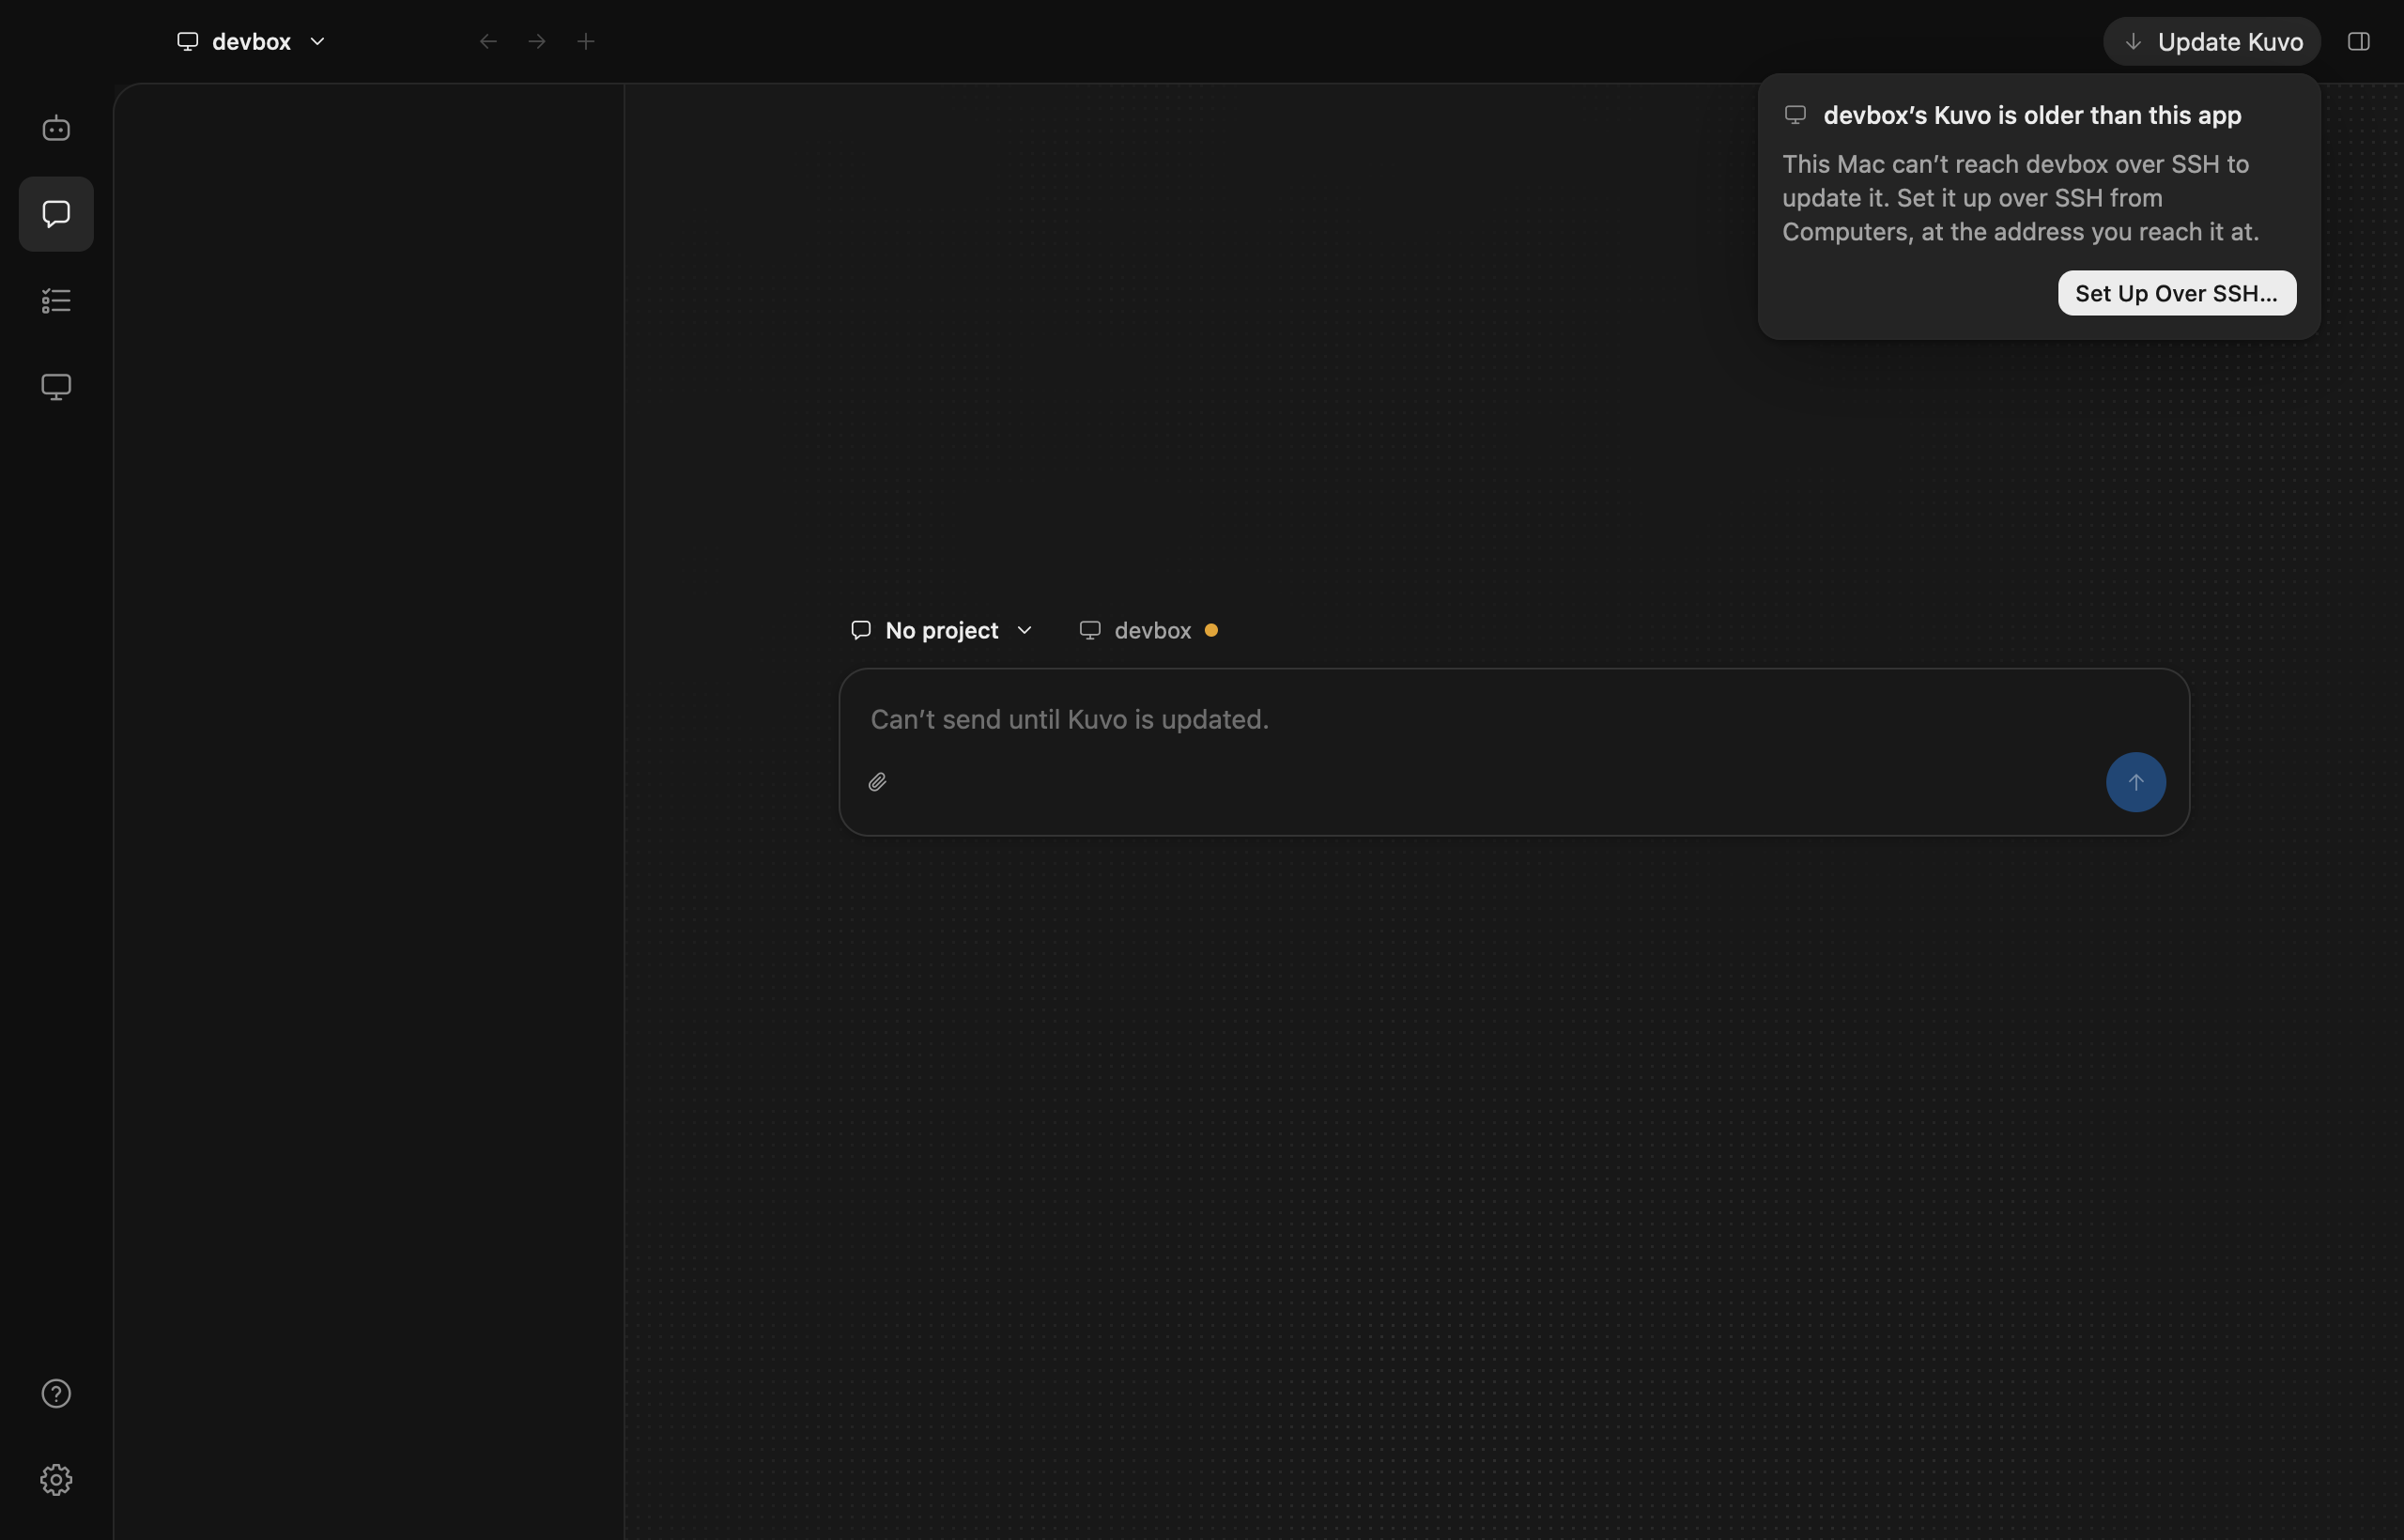 devbox
Update Kuvo
devbox’s Kuvo is older than this app
This Mac can’t reach devbox over SSH to
update it. Set it up over SSH from
Computers, at the address you reach it at.
Set Up Over SSH...
No project
devbox
Can’t send until Kuvo is updated.